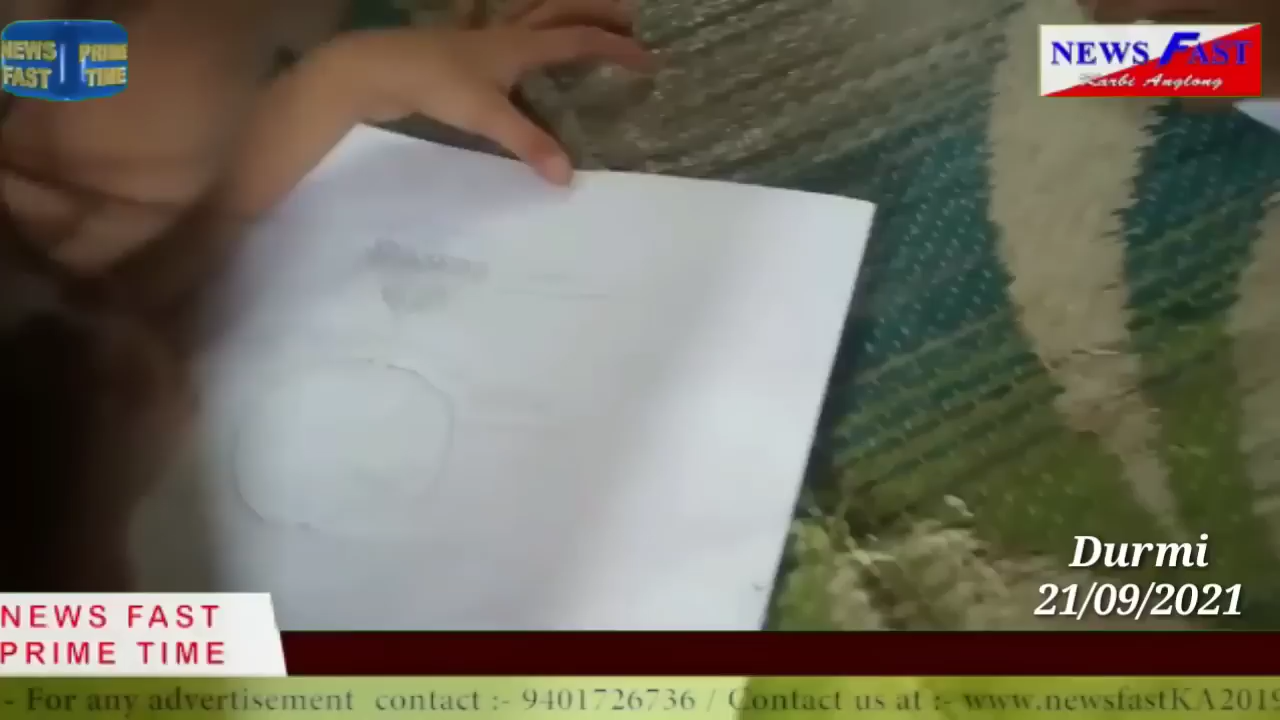 NEWS FAST
PRIME TIME
NEWS FAST
Karbi Anglong
Durmi
21/09/2021
NEWS FAST
PRIME TIME
- For any advertisement contact :- 9401726736 / Contact us at :- www.newsfastKA2019